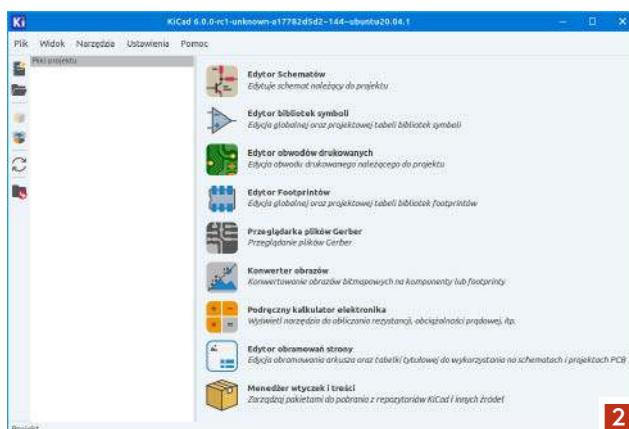 Ki
KiCad 6.0.0-rc1-unknown-a17782d5d2~144~ubuntu20.04.1
Plik Widok Narzędzia Ustawienia Pomoc
Pliki projektu
Edytor Schematów
Edytuje schemat należący do projektu
Edytor bibliotek symboli
Edycja globalnej oraz projektowej tabeli bibliotek symboli
Edytor obwodów drukowanych
Edycja obwodu drukowanego należącego do projektu
Edytor Footprintów
Edycja globalnej oraz projektowej tabeli bibliotek footprintów
Przeglądarka plików Gerber
Przeglądanie plików Gerber
Konwerter obrazów
Konwertowanie obrazów bitmapowych na komponenty lub footprinty
Podręczny kalkulator elektronika
Wyświetl narzędzia do obliczania rezystancji, obciążalności prądowej, itp.
Edytor obramowań strony
Edycja obramowania arkusza oraz tabelki tytułowej do wykorzystania na schematach i projektach PCB
Menedżer wtyczek i treści
Zarządzaj pakietami do pobrania z repozytoriów KiCad i innych źródeł
2